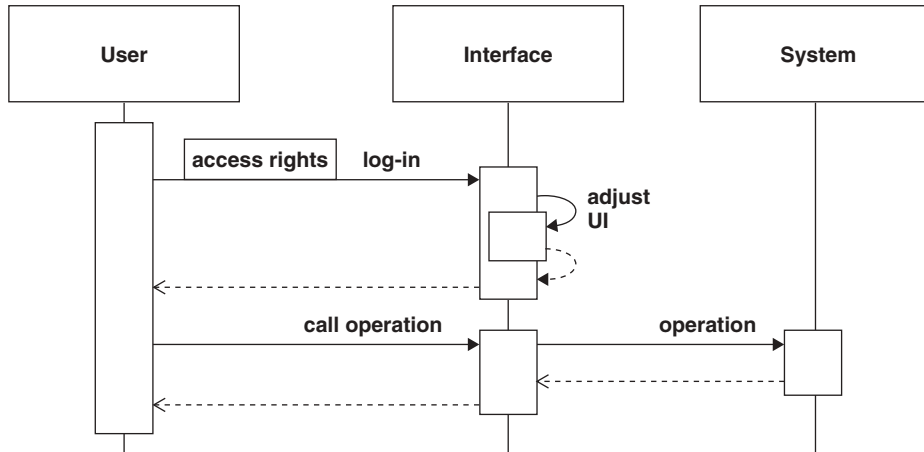 User
Interface
System
access rights
log-in
adjust
UI
call operation
operation